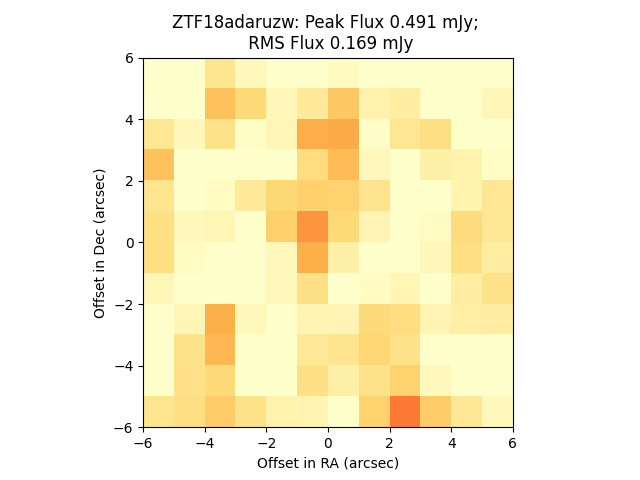 ZTF18adaruzw: Peak Flux 0.491 mJy;
RMS Flux 0.169 mJy
6
4
2
0
−2
−4
−6
Offset in Dec (arcsec)
−6 −4 −2 0 2 4 6
Offset in RA (arcsec)